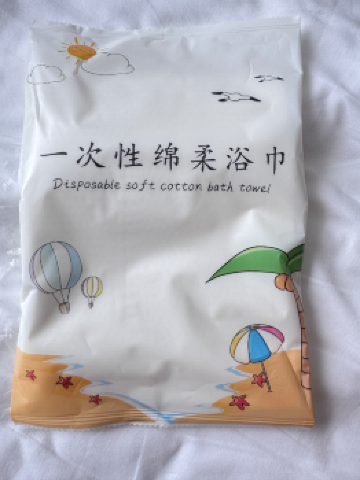 一次性绵柔浴巾
Disposable soft cotton bath towel